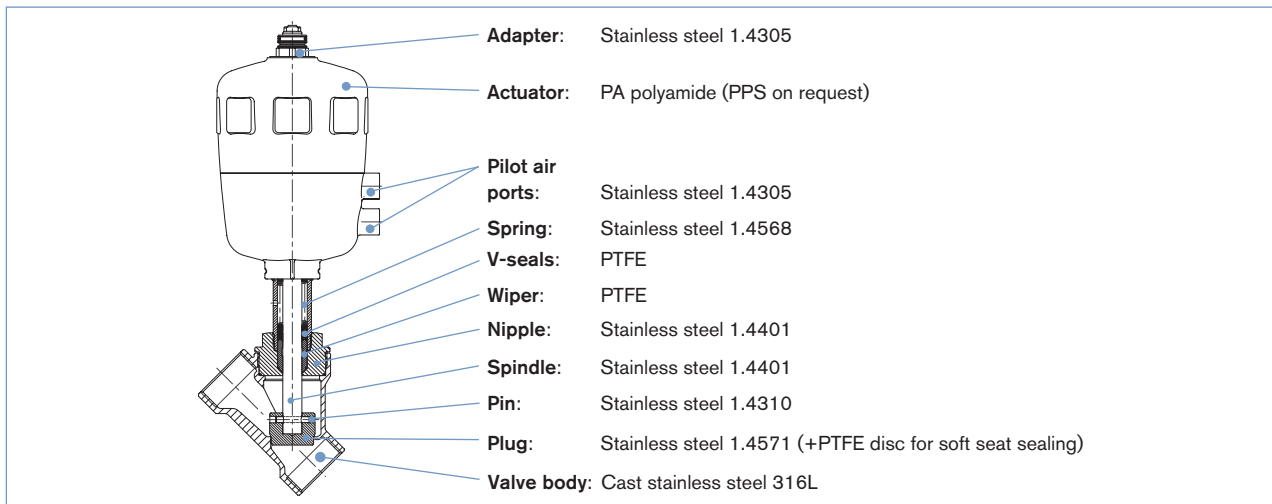 Adapter: Stainless steel 1.4305
Actuator: PA polyamide (PPS on request)
Pilot air
ports: Stainless steel 1.4305
Spring: Stainless steel 1.4568
V-seals: PTFE
Wiper: PTFE
Nipple: Stainless steel 1.4401
Spindle: Stainless steel 1.4401
Pin: Stainless steel 1.4310
Plug: Stainless steel 1.4571 (+PTFE disc for soft seat sealing)
Valve body: Cast stainless steel 316L